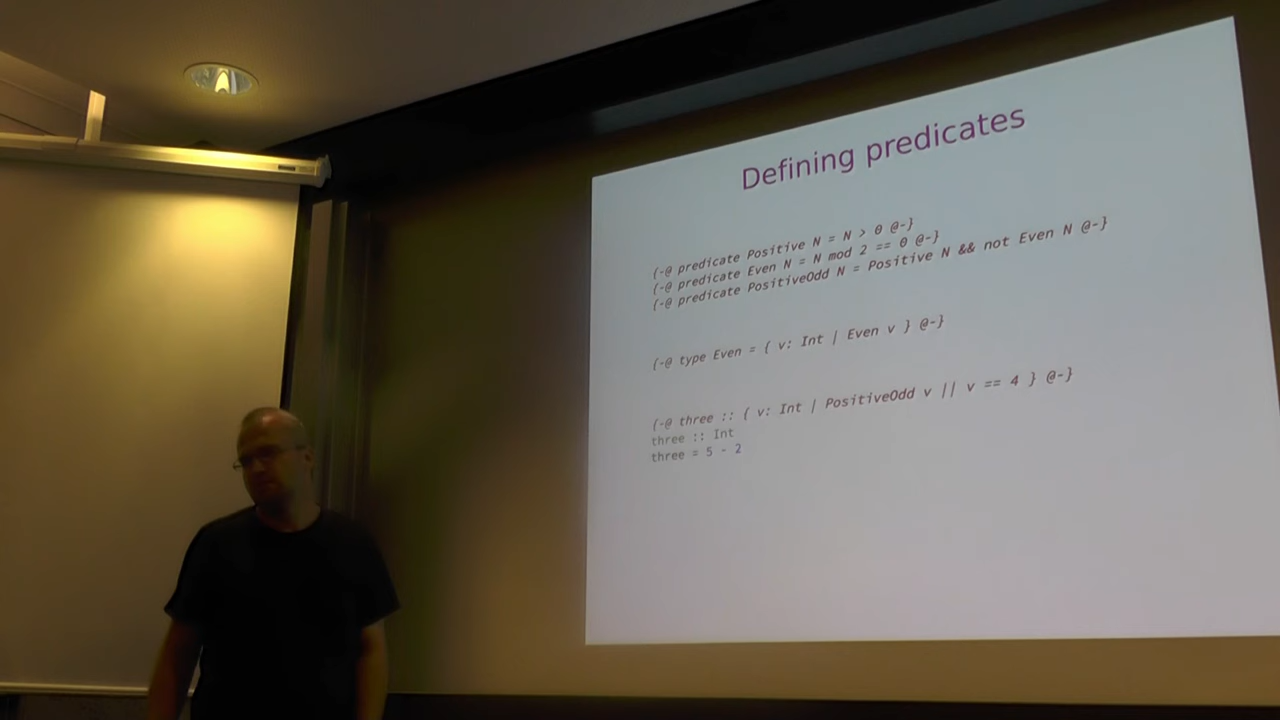 Defining predicates
{-@ predicate Positive N = N > 0 @-}
{-@ predicate Even N = N mod 2 == 0 @-}
{-@ predicate PositiveOdd N = Positive N && not Even N @-}
{-@ type Even = { v: Int | Even v } @-}
{-@ three :: { v: Int | PositiveOdd v || v == 4 } @-}
three :: Int
three = 5 - 2